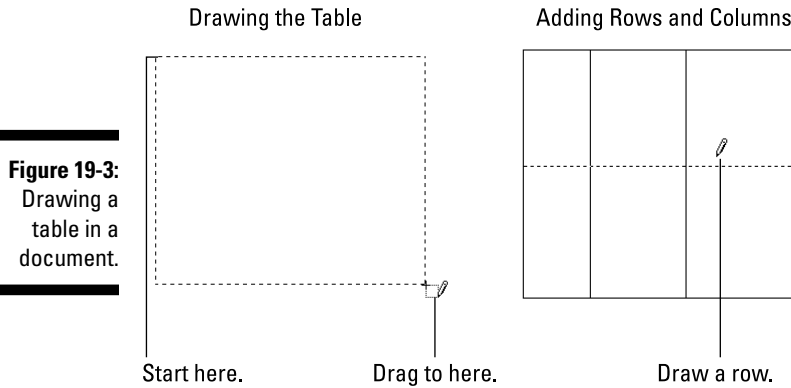 Drawing the Table
Adding Rows and Columns
Figure 19-3:
Drawing a
table in a
document.
Start here.
Drag to here.
Draw a row.